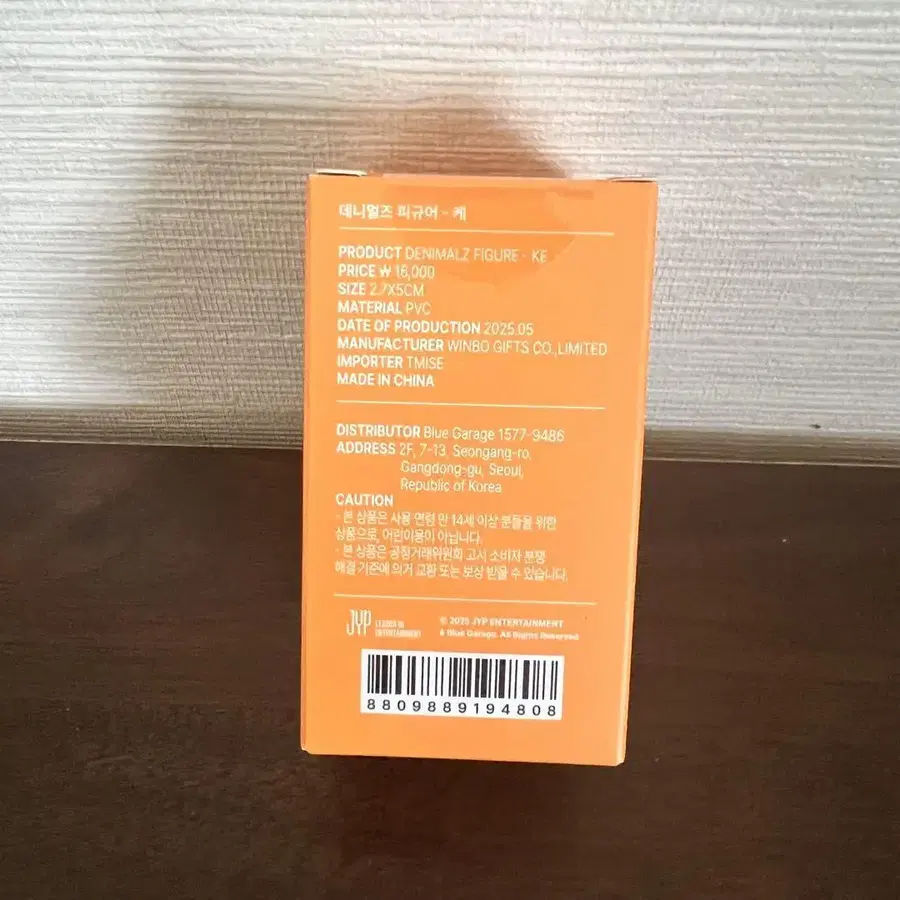 데니멀즈 피규어 - 케
PRODUCT DENIMALZ FIGURE - KE
PRICE ₩ 16,000
SIZE 2.7X5CM
MATERIAL PVC
DATE OF PRODUCTION 2025.05
MANUFACTURER WINBO GIFTS CO.,LIMITED
IMPORTER TMISE
MADE IN CHINA
DISTRIBUTOR Blue Garage 1577-9486
ADDRESS 2F, 7-13, Seongang-ro,
Gangdong-gu, Seoul,
Republic of Korea
CAUTION
- 본 상품은 사용 연령 만 14세 이상 분들을 위한
상품으로, 어린이용이 아닙니다.
- 본 상품은 공정거래위원회 고시 소비자 분쟁
해결 기준에 의거 교환 또는 보상 받을 수 있습니다.
JYP LEADER IN
ENTERTAINMENT
© 2025 JYP ENTERTAINMENT
& Blue Garage. All Rights Reserved.
8809889194808